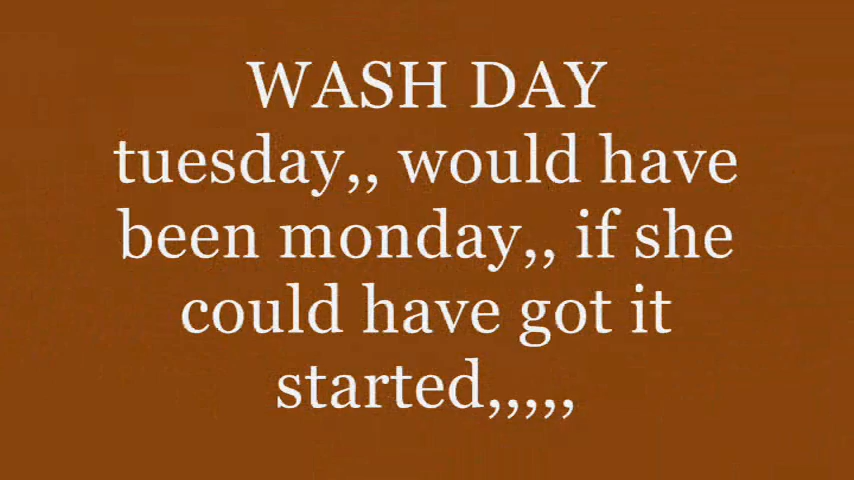 WASH DAY
tuesday,, would have
been monday,, if she
could have got it
started,,,,,